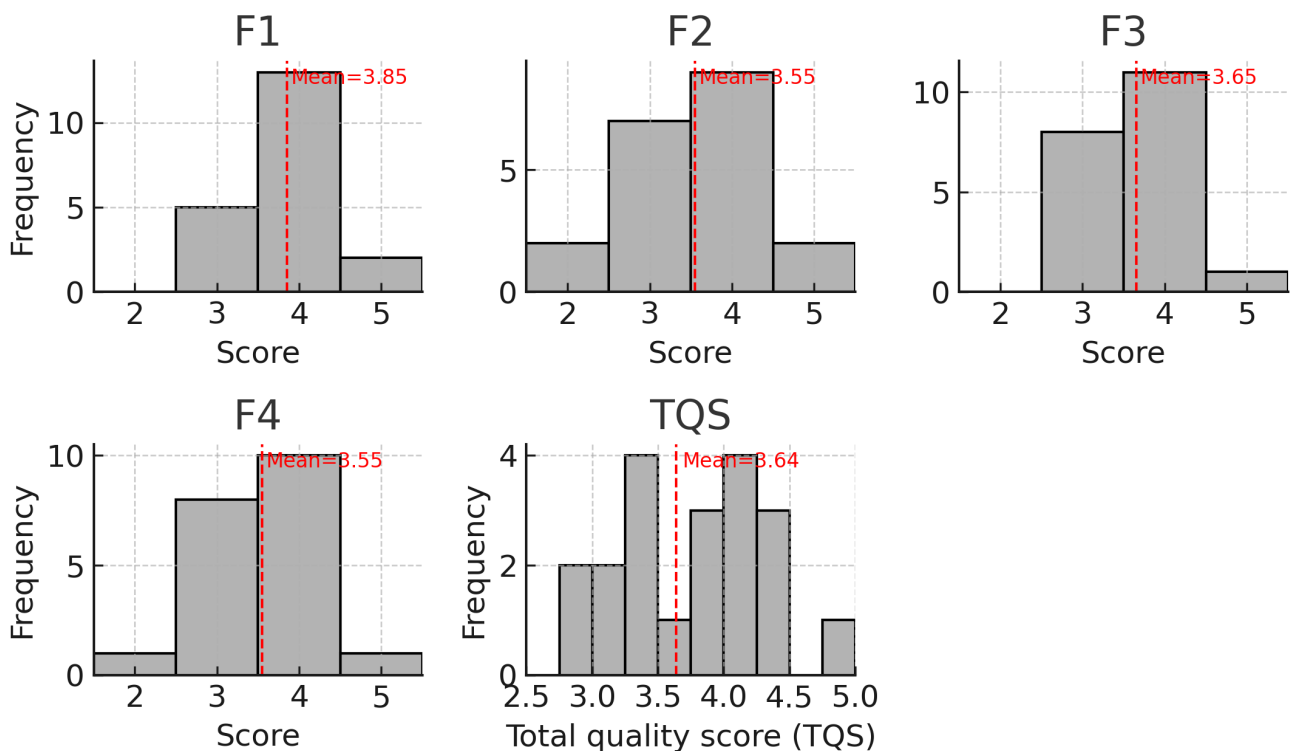 F1
Mean=3.85
Frequency
10
5
0
2 3 4 5
Score
F2
Mean=3.55
5
0
2 3 4 5
Score
F3
Mean=3.65
10
5
0
2 3 4 5
Score
F4
Mean=3.55
Frequency
10
5
0
2 3 4 5
Score
TQS
Mean=3.64
Frequency
4
2
0
2.5 3.0 3.5 4.0 4.5 5.0
Total quality score (TQS)